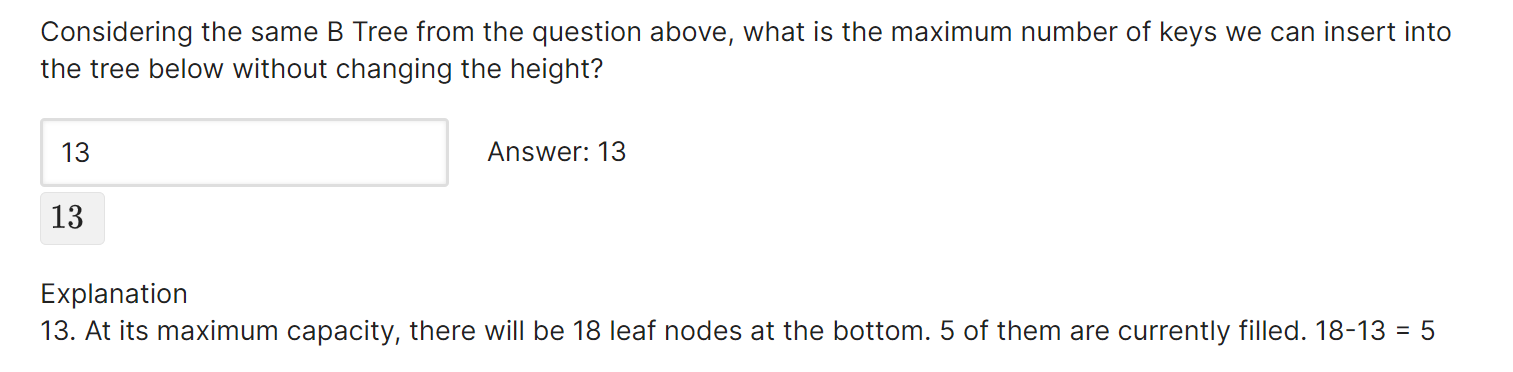 Considering the same B Tree from the question above, what is the maximum number of keys we can insert into
the tree below without changing the height?
13
Answer: 13
13
Explanation
13. At its maximum capacity, there will be 18 leaf nodes at the bottom. 5 of them are currently filled. 18-13 = 5